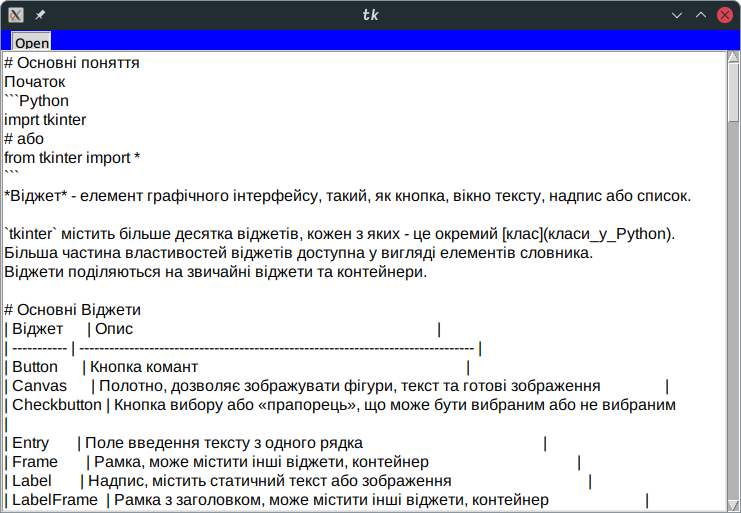 tk
Open
# Основні поняття
Початок
```Python
imprt tkinter
# або
from tkinter import *
```
*Віджет* - елемент графічного інтерфейсу, такий, як кнопка, вікно тексту, надпис або список.
`tkinter` містить більше десятка віджетів, кожен з яких - це окремий [клас](класи_у_Python).
Більша частина властивостей віджетів доступна у вигляді елементів словника.
Віджети поділяються на звичайні віджети та контейнери.
# Основні Віджети
| Віджет | Опис |
| ----------- | ------------------------------------------------------------------------------- |
| Button | Кнопка комант |
| Canvas | Полотно, дозволяє зображувати фігури, текст та готові зображення |
| Checkbutton | Кнопка вибору або «прапорець», що може бути вибраним або не вибраним
|
| Entry | Поле введення тексту з одного рядка |
| Frame | Рамка, може містити інші віджети, контейнер |
| Label | Надпис, містить статичний текст або зображення |
| LabelFrame | Рамка з заголовком, може містити інші віджети, контейнер |